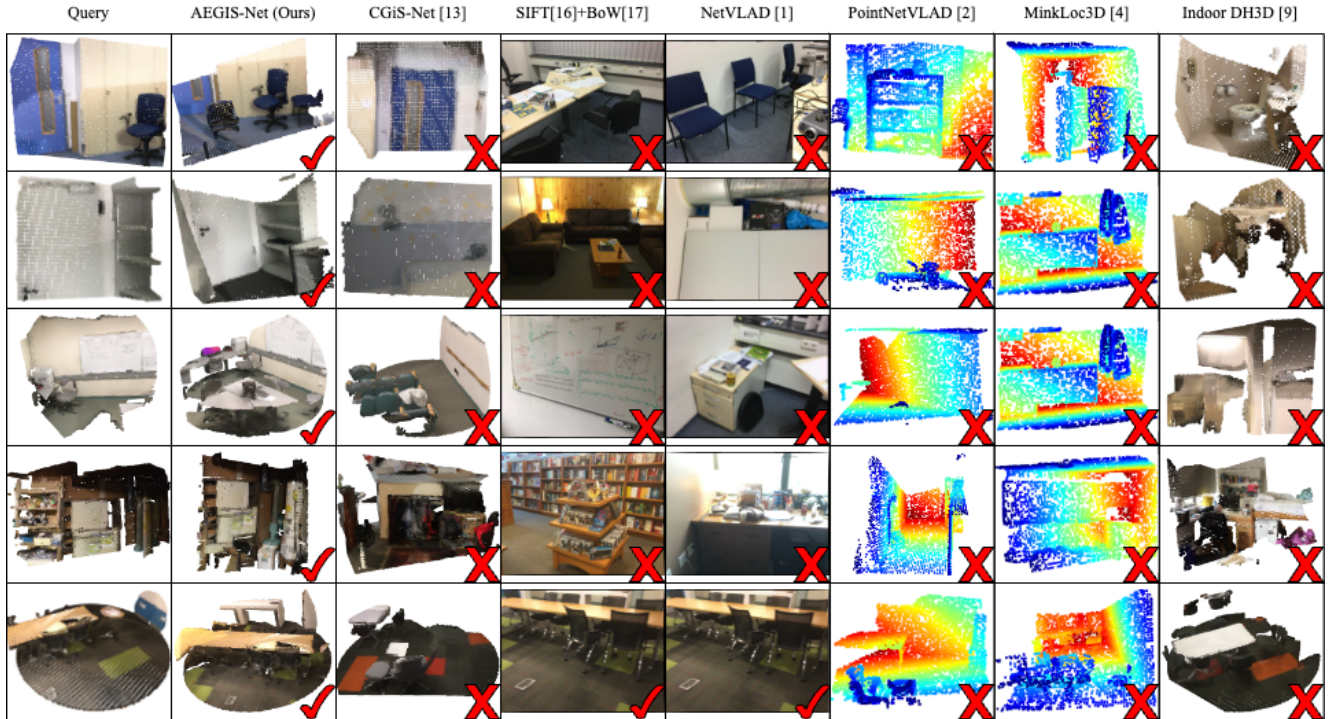 Query AEGIS-Net (Ours) CGiS-Net [13] SIFT[16]+BoW[17] NetVLAD [1] PointNetVLAD [2] MinkLoc3D [4] Indoor DH3D [9]